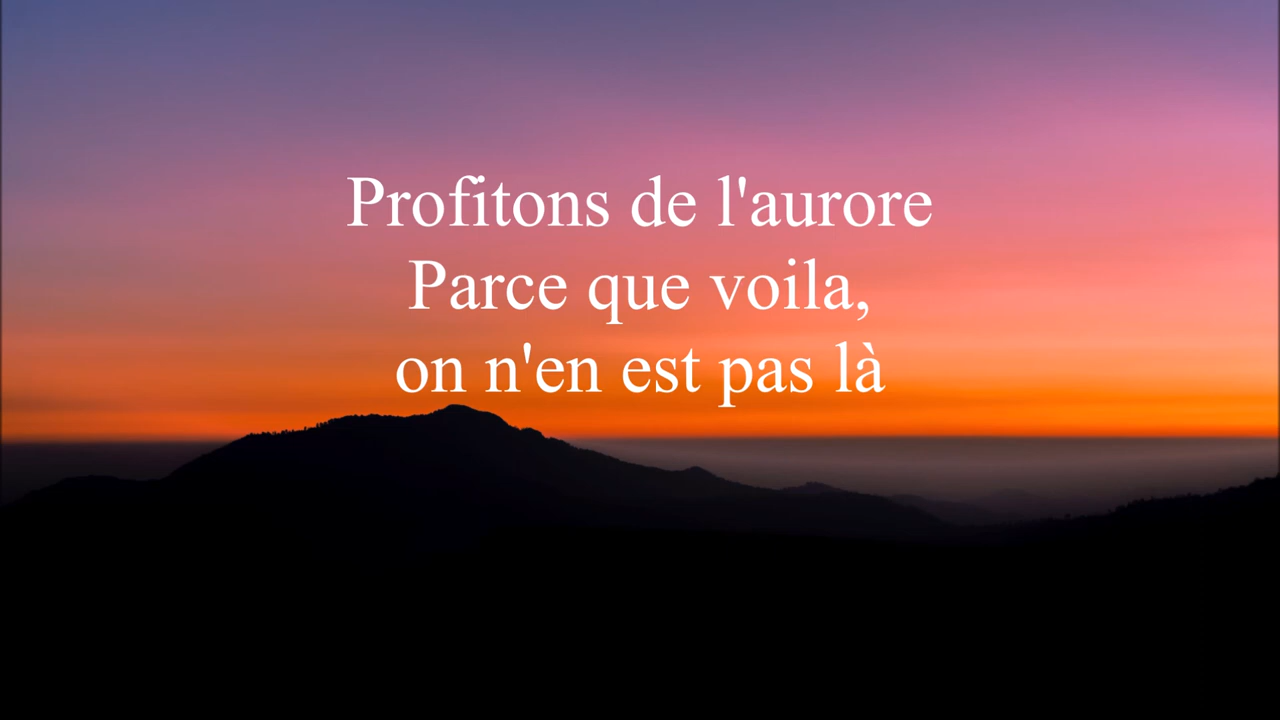 Profitons de l'aurore
Parce que voila,
on n'en est pas là